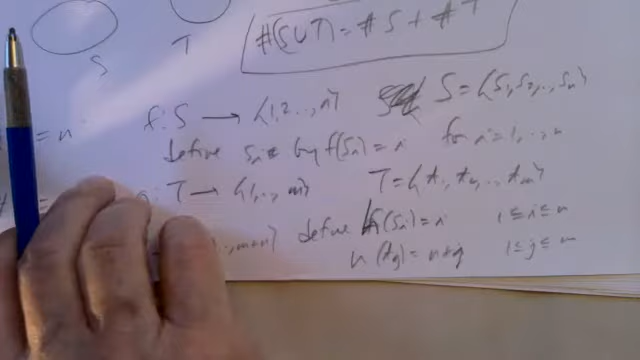 S T #(S∪T) = #S + #T
= n f: S → {1,2,..,n} S = {s₁, s₂, .., sₙ}
define sᵢ by f(sᵢ) = i for i = 1, .., n
T → {1,..,m} T = {t₁, t₂, .., tₘ}
, m+n} define h(sᵢ) = i 1 ≤ i ≤ n
h(tⱼ) = n+j 1 ≤ j ≤ m